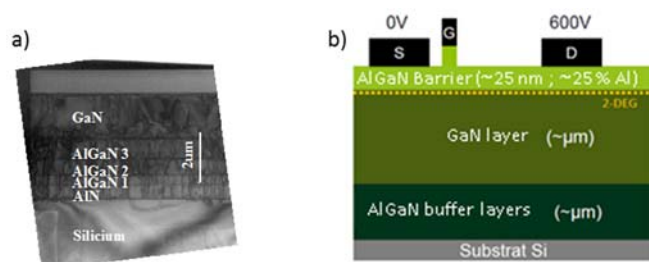 a)
GaN
AlGaN 3
AlGaN 2
AlGaN 1
AlN
2um
Silicium
b)
0V
600V
S
G
D
AlGaN Barrier (~25 nm ; ~25% Al)
2-DEG
GaN layer (~µm)
AlGaN buffer layers (~µm)
Substrat Si